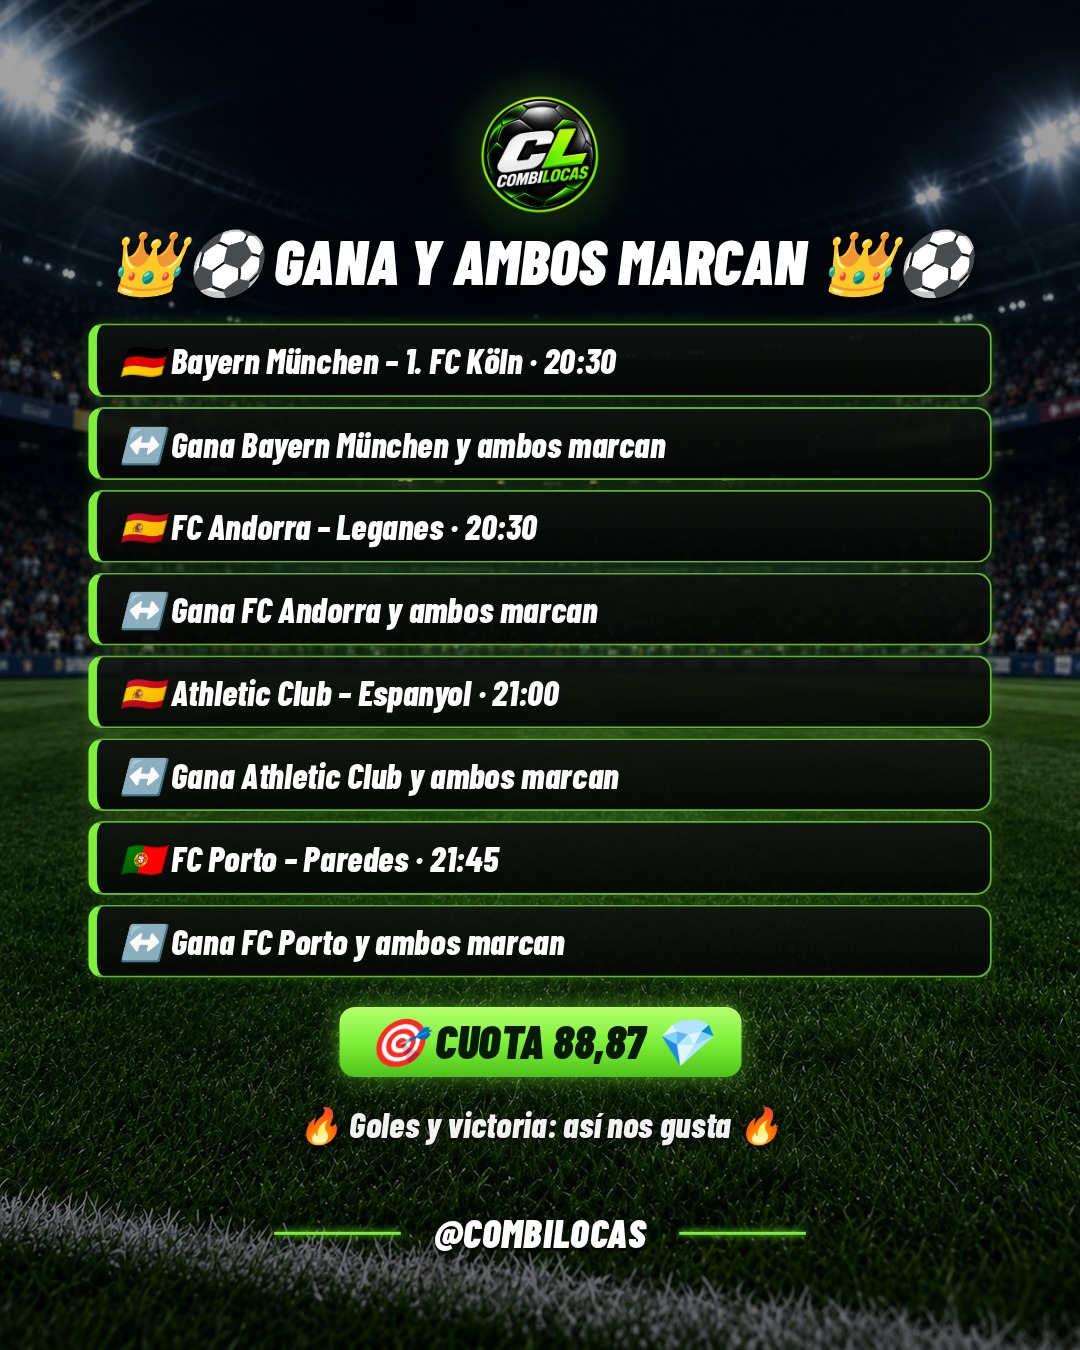 CL
COMBILOCAS
👑⚽ GANA Y AMBOS MARCAN 👑⚽
🇩🇪 Bayern München – 1. FC Köln · 20:30
↔️ Gana Bayern München y ambos marcan
🇪🇸 FC Andorra – Leganes · 20:30
↔️ Gana FC Andorra y ambos marcan
🇪🇸 Athletic Club – Espanyol · 21:00
↔️ Gana Athletic Club y ambos marcan
🇵🇹 FC Porto – Paredes · 21:45
↔️ Gana FC Porto y ambos marcan
🎯 CUOTA 88,87 💎
🔥 Goles y victoria: así nos gusta 🔥
@COMBILOCAS